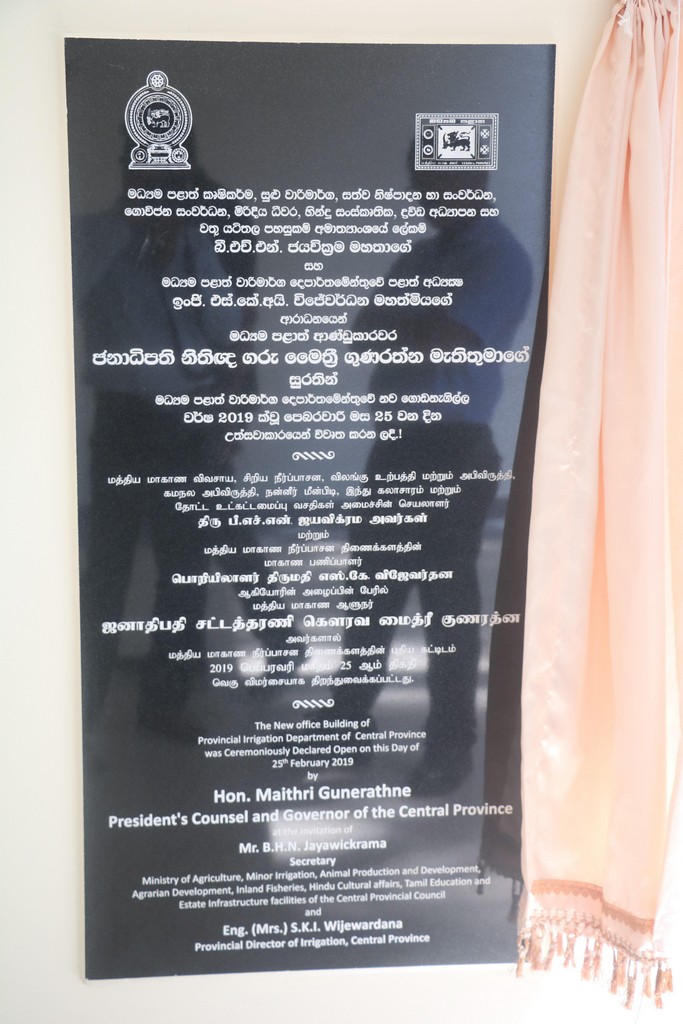 මධ්‍යම පළාත
මධ්‍යම පළාත් කෘෂිකර්ම, සුළු වාරිමාර්ග, සත්ව නිෂ්පාදන හා සංවර්ධන,
ගොවිජන සංවර්ධන, මිරිදිය ධීවර, හින්දු සංස්කෘතික, දවිඩ අධ්‍යාපන සහ
වතු යටිතල පහසුකම් අමාත්‍යාංශයේ ලේකම්
බී.එච්.එන්. ජයවික්‍රම මහතාගේ
සහ
මධ්‍යම පළාත් වාරිමාර්ග දෙපාර්තමේන්තුවේ පළාත් අධ්‍යක්ෂ
ඉංජි. එස්.කේ.අයි. විජේවර්ධන මහත්මියගේ
ආරාධනයෙන්
මධ්‍යම පළාත් ආණ්ඩුකාරවර
ජනාධිපති නීතිඥ ගරු මෛත්‍රී ගුණරත්න මැතිතුමාගේ
සුරතින්
මධ්‍යම පළාත් වාරිමාර්ග දෙපාර්තමේන්තුවේ නව ගොඩනැගිල්ල
වර්ෂ 2019 ක්වූ පෙබරවාරි මස 25 වන දින
උත්සවාකාරයෙන් විවෘත කරන ලදී.!
மத்திய மாகாண விவசாய, சிறிய நீர்ப்பாசன, விலங்கு உற்பத்தி மற்றும் அபிவிருத்தி,
கமநல அபிவிருத்தி, நன்னீர் மீன்பிடி, இந்து கலாசாரம் மற்றும்
தோட்ட உட்கட்டமைப்பு வசதிகள் அமைச்சின் செயலாளர்
திரு பீ.எச்.என். ஜயவிக்ரம அவர்கள்
மற்றும்
மத்திய மாகாண நீர்ப்பாசன திணைக்களத்தின்
மாகாண பணிப்பாளர்
பொறியிலாளர் திருமதி எஸ்.கே. விஜேவர்தன
ஆகியோரின் அழைப்பின் பேரில்
மத்திய மாகாண ஆளுநர்
ஜனாதிபதி சட்டத்தரணி கௌரவ மைத்ரீ குணரத்ன
அவர்களால்
மத்திய மாகாண நீர்ப்பாசன திணைக்களத்தின் புதிய கட்டிடம்
2019 பெப்ரவரி மாதம் 25 ஆம் திகதி
வெகு விமர்சையாக திறந்துவைக்கப்பட்டது.
The New office Building of
Provincial Irrigation Department of Central Province
was Ceremoniously Declared Open on this Day of
25th February 2019
by
Hon. Maithri Gunerathne
President's Counsel and Governor of the Central Province
at the invitation of
Mr. B.H.N. Jayawickrama
Secretary
Ministry of Agriculture, Minor Irrigation, Animal Production and Development,
Agrarian Development, Inland Fisheries, Hindu Cultural affairs, Tamil Education and
Estate Infrastructure facilities of the Central Provincial Council
and
Eng. (Mrs.) S.K.I. Wijewardana
Provincial Director of Irrigation, Central Province